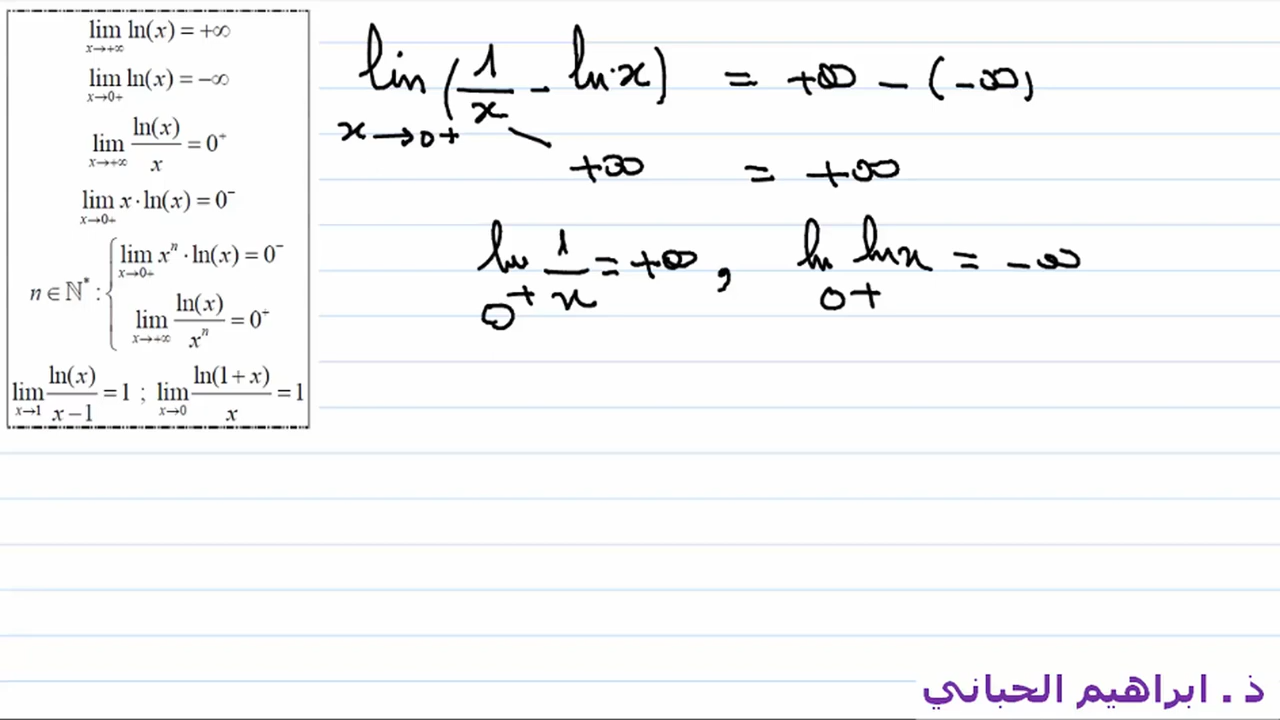 lim x→+∞ ln(x) = +∞
lim x→0+ ln(x) = −∞
lim x→+∞ ln(x)/x = 0⁺
lim x→0+ x·ln(x) = 0⁻
n ∈ ℕ* : { lim x→0+ xⁿ·ln(x) = 0⁻
lim x→+∞ ln(x)/xⁿ = 0⁺
lim x→1 ln(x)/(x−1) = 1 ; lim x→0 ln(1+x)/x = 1
lim x→0+ (1/x − ln x) = +∞ − (−∞)
+∞ = +∞
lim 0⁺ 1/x = +∞ , lim 0+ ln x = −∞
ذ . ابراهيم الحباني